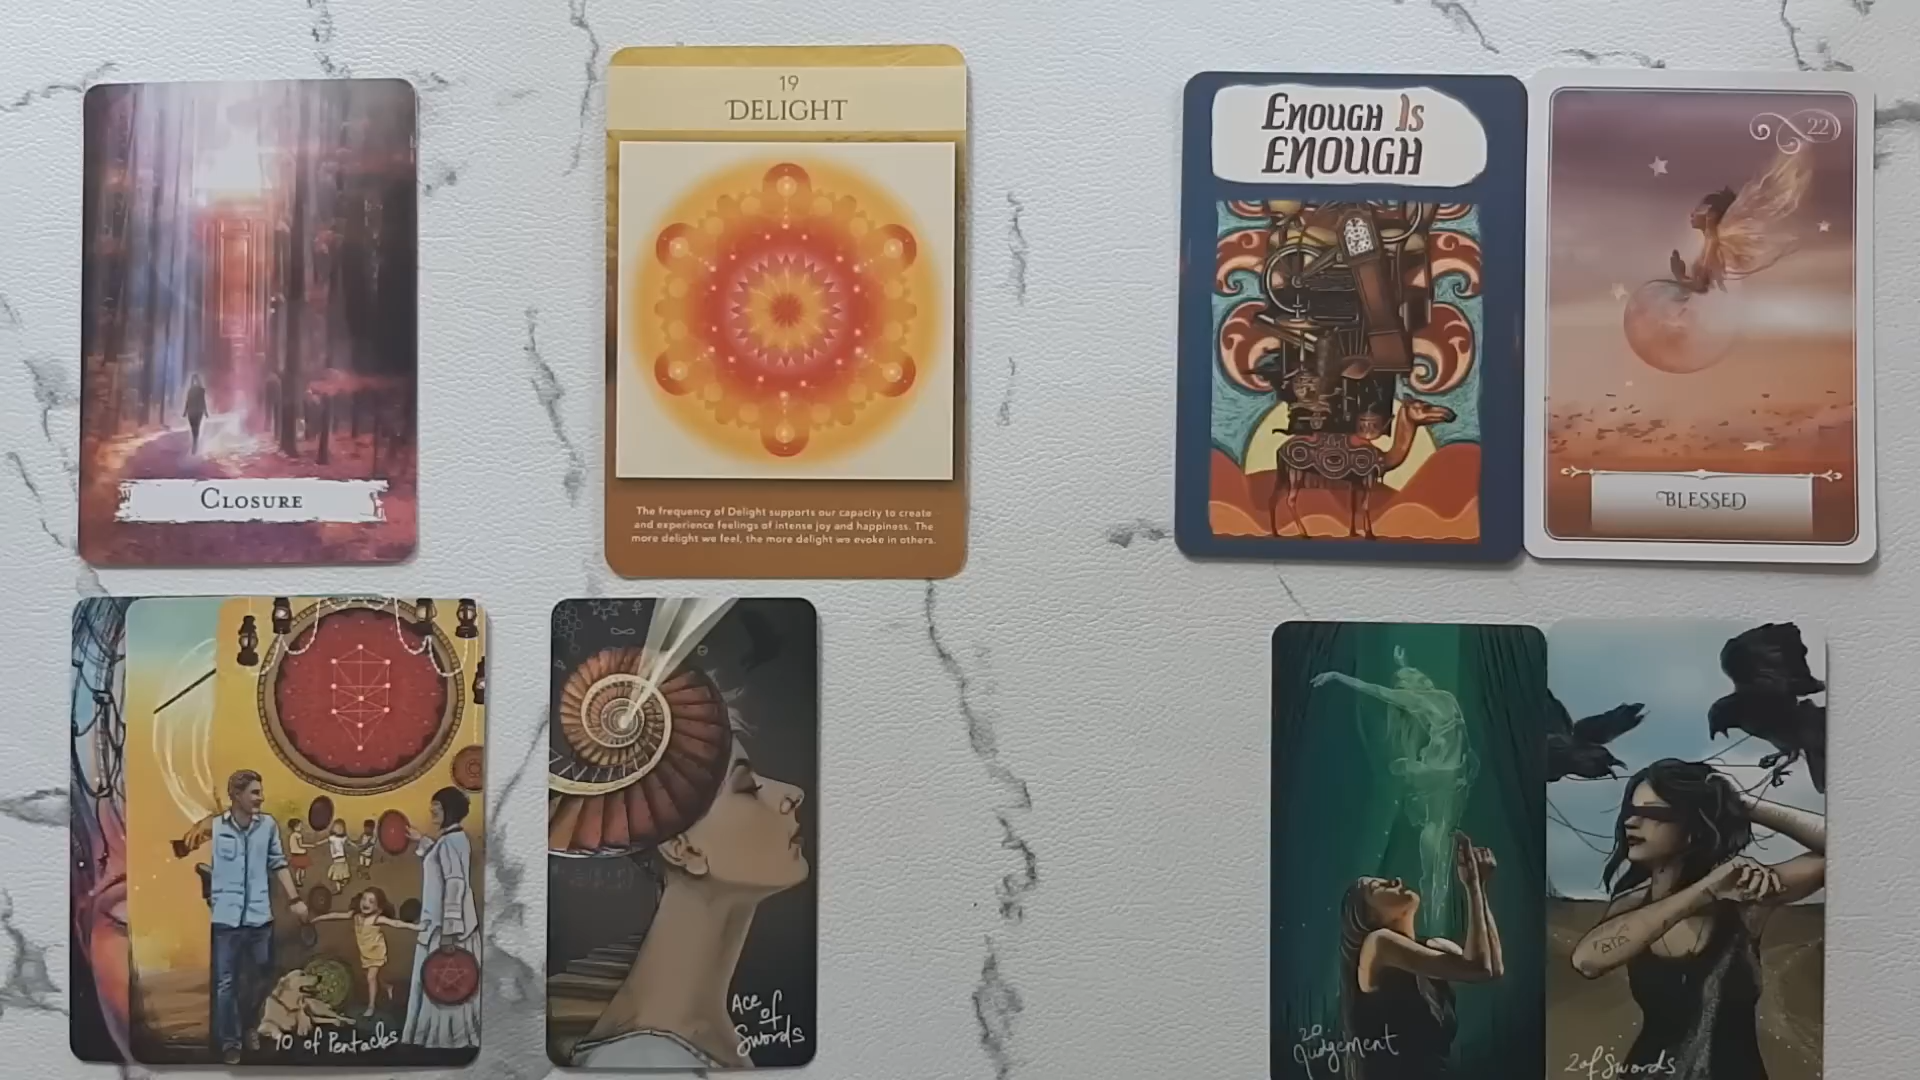 Closure
19
Delight
The frequency of Delight supports our capacity to create
and experience feelings of intense joy and happiness. The
more delight we feel, the more delight we evoke in others.
Enough Is
ENOUGH
22
BLESSED
10 of Pentacles
Ace
of
Swords
20.
Judgement
2 of Swords